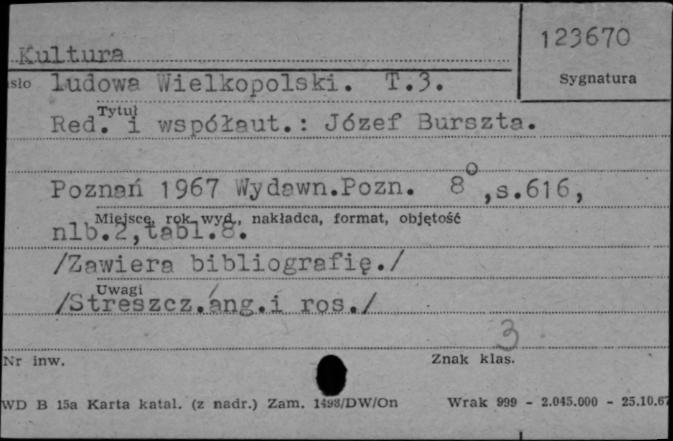 Kultura
123670
Sygnatura
ludowa Wielkopolski. T.3.
Tytuł
Red. i współaut.: Józef Burszta.
Poznań 1967 Wydawn.Pozn. 8°,s.616,
Miejsce, rok wyd., nakładca, format, objętość
nlb.2,tabl.8.
/Zawiera bibliografię./
Uwagi
/Streszcz.ang.i ros./
3
Nr inw.
Znak klas.
WD B 15a Karta katal. (z nadr.) Zam. 1498/DW/On Wrak 999 - 2.045.000 - 25.10.67